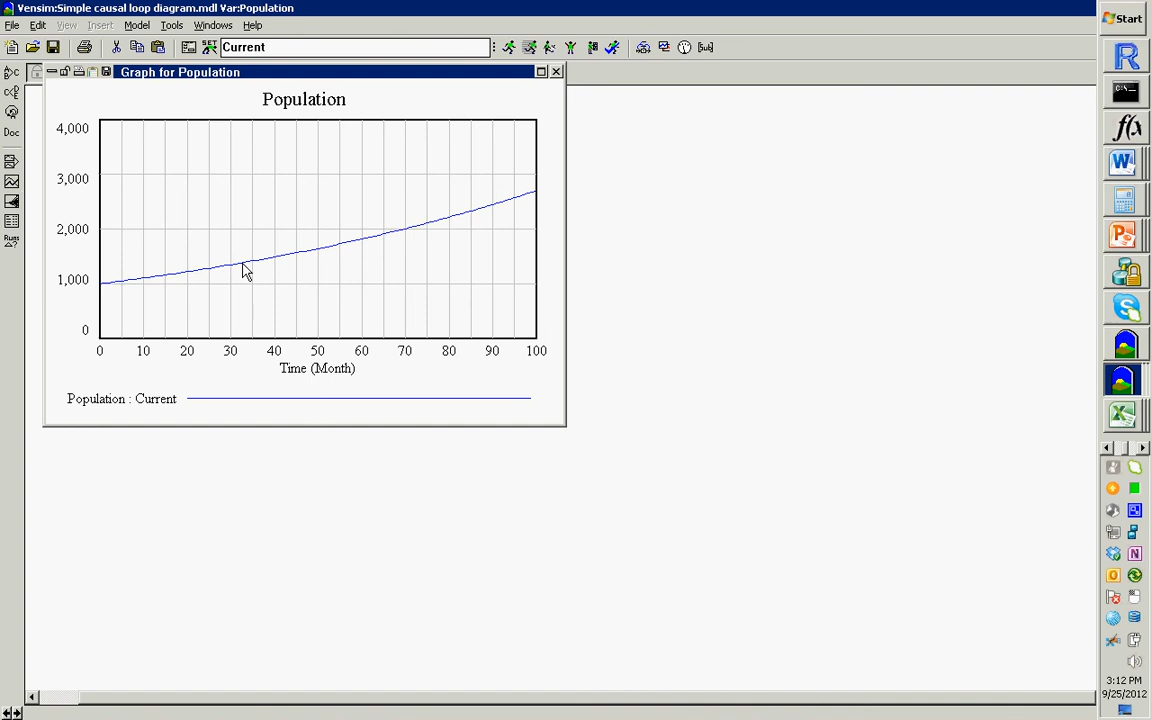 Vensim:Simple causal loop diagram.mdl Var:Population
File Edit View Insert Model Tools Windows Help
SET Current
Start
Graph for Population
Population
4,000
3,000
2,000
1,000
0
0 10 20 30 40 50 60 70 80 90 100
Time (Month)
Population : Current
Doc
Runs
C:\_
f(x)
3:12 PM
9/25/2012